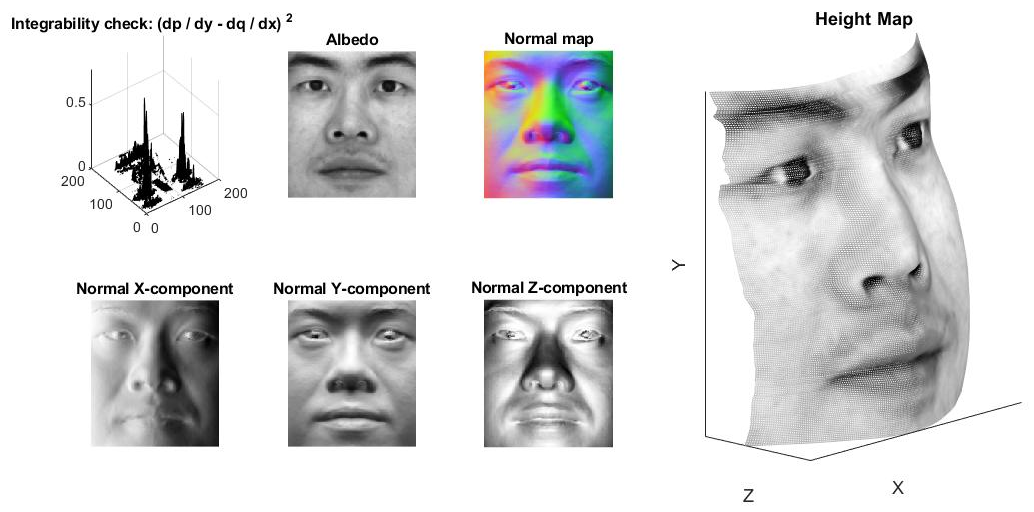 Integrability check: (dp / dy - dq / dx) ²
0.5
0
200
100
0
0
100
200
Albedo
Normal map
Height Map
Y
Z
X
Normal X-component
Normal Y-component
Normal Z-component